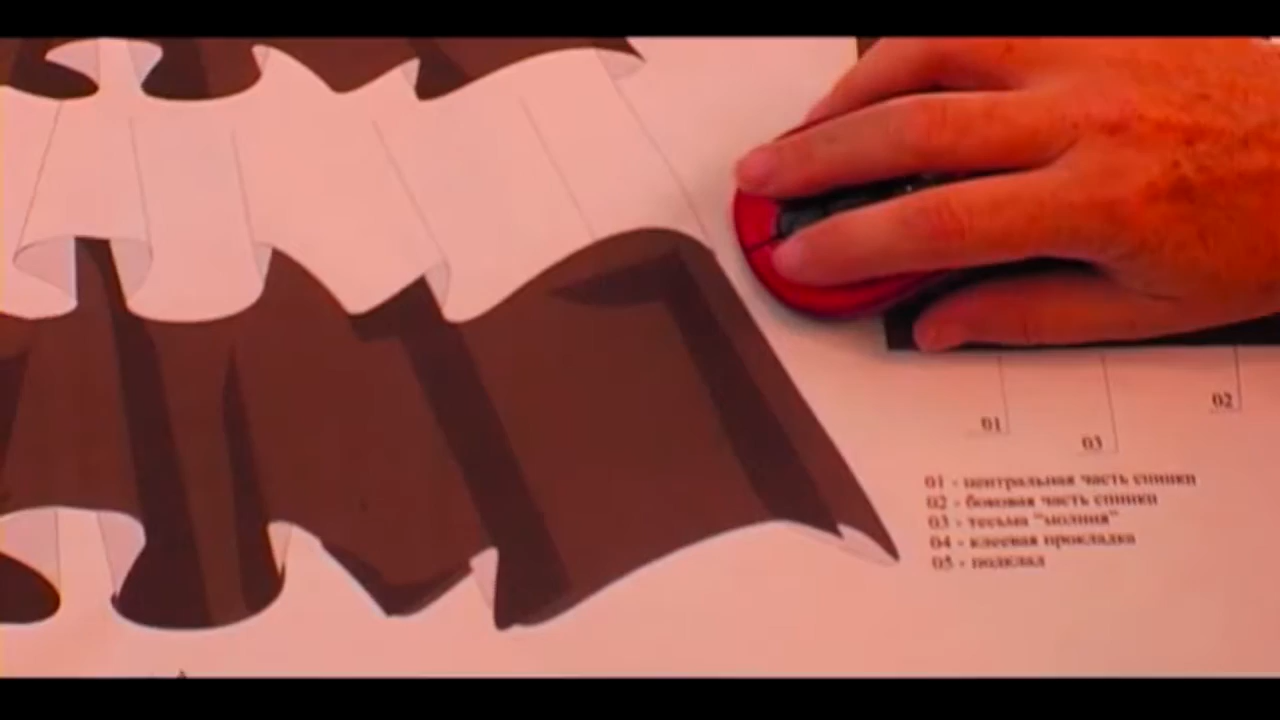 01
03
02
01 - центральная часть спинки
02 - боковая часть спинки
03 - тесьма "молния"
04 - клеевая прокладка
05 - подклад